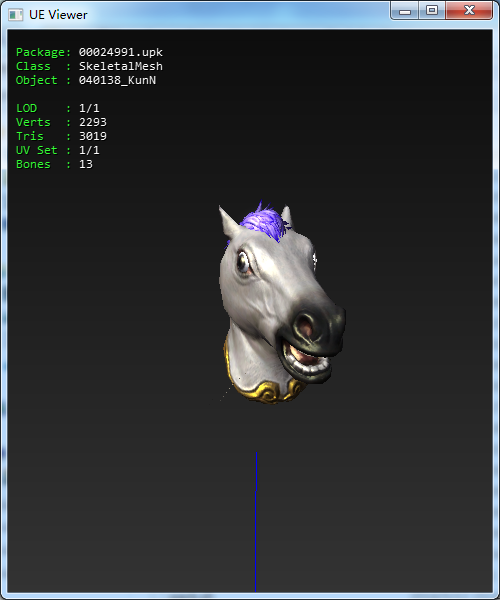 UE Viewer
Package: 00024991.upk
Class  : SkeletalMesh
Object : 040138_KunN
LOD    : 1/1
Verts  : 2293
Tris   : 3019
UV Set : 1/1
Bones  : 13